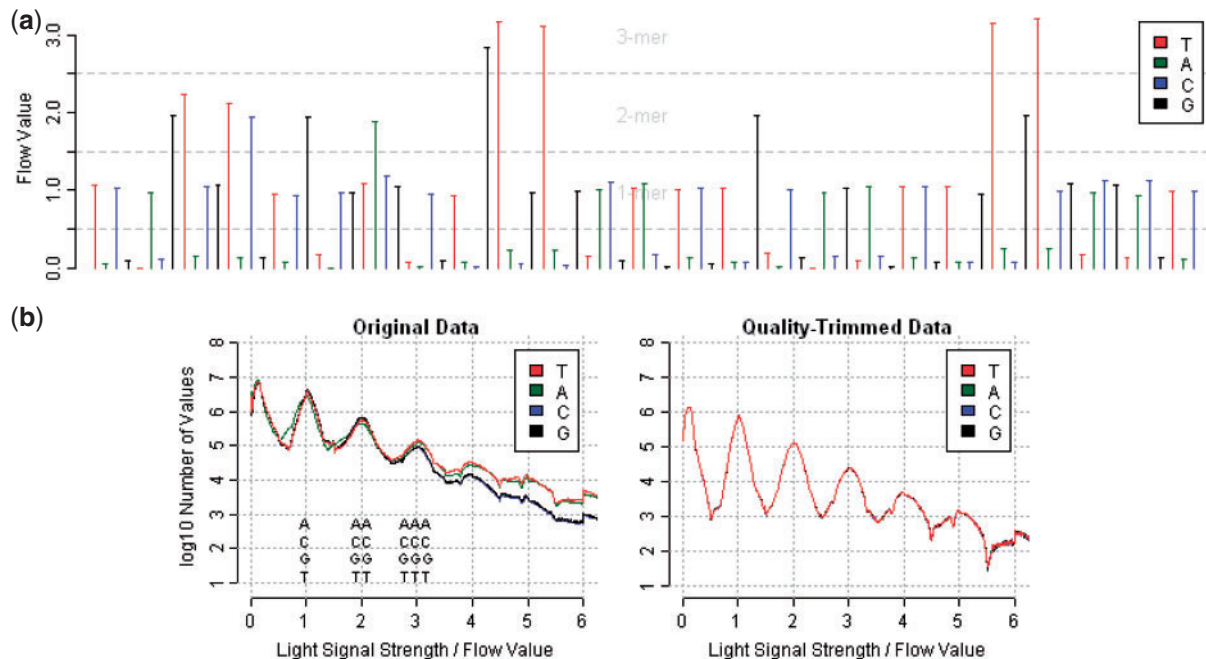 (a)
Flow Value
3.0
2.0
1.0
0.0
3-mer
2-mer
1-mer
T
A
C
G
(b)
Original Data
log10 Number of Values
8
7
6
5
4
3
2
1
T
A
C
G
A AA AAA
C CC CCC
G GG GGG
T TT TTT
0 1 2 3 4 5 6
Light Signal Strength / Flow Value
Quality-Trimmed Data
8
7
6
5
4
3
2
1
T
A
C
G
0 1 2 3 4 5 6
Light Signal Strength / Flow Value